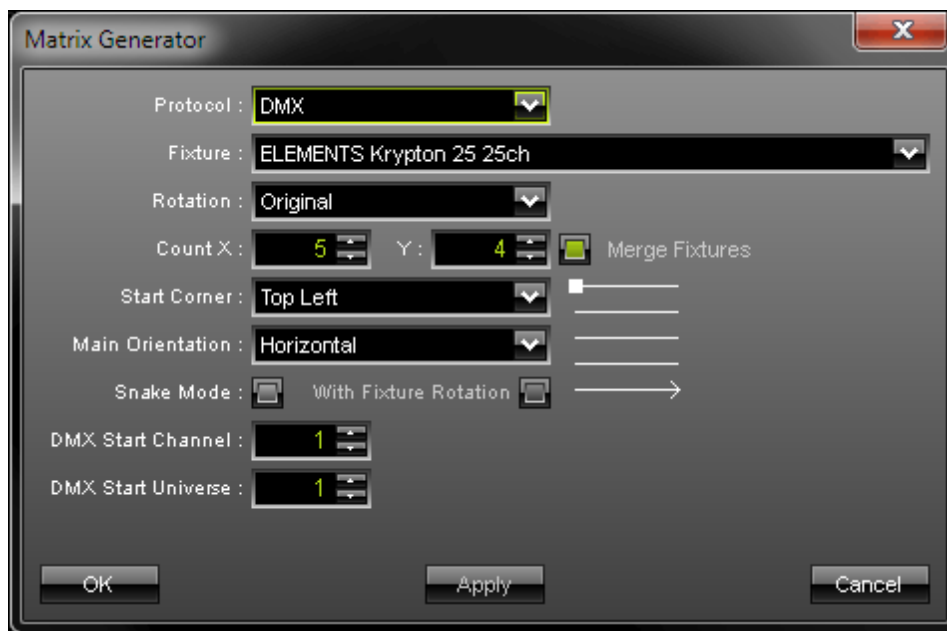 Matrix Generator
Protocol : DMX
Fixture : ELEMENTS Krypton 25 25ch
Rotation : Original
Count X : 5 Y : 4 Merge Fixtures
Start Corner : Top Left
Main Orientation : Horizontal
Snake Mode : With Fixture Rotation
DMX Start Channel : 1
DMX Start Universe : 1
OK Apply Cancel